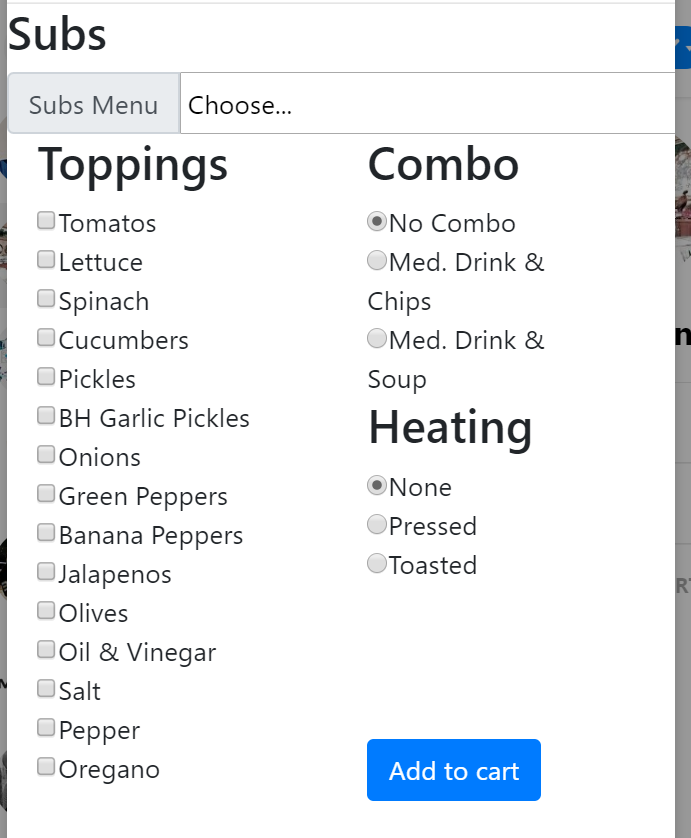 Subs
Subs Menu Choose...
Toppings
Tomatos
Lettuce
Spinach
Cucumbers
Pickles
BH Garlic Pickles
Onions
Green Peppers
Banana Peppers
Jalapenos
Olives
Oil & Vinegar
Salt
Pepper
Oregano
Combo
No Combo
Med. Drink &
Chips
Med. Drink &
Soup
Heating
None
Pressed
Toasted
Add to cart